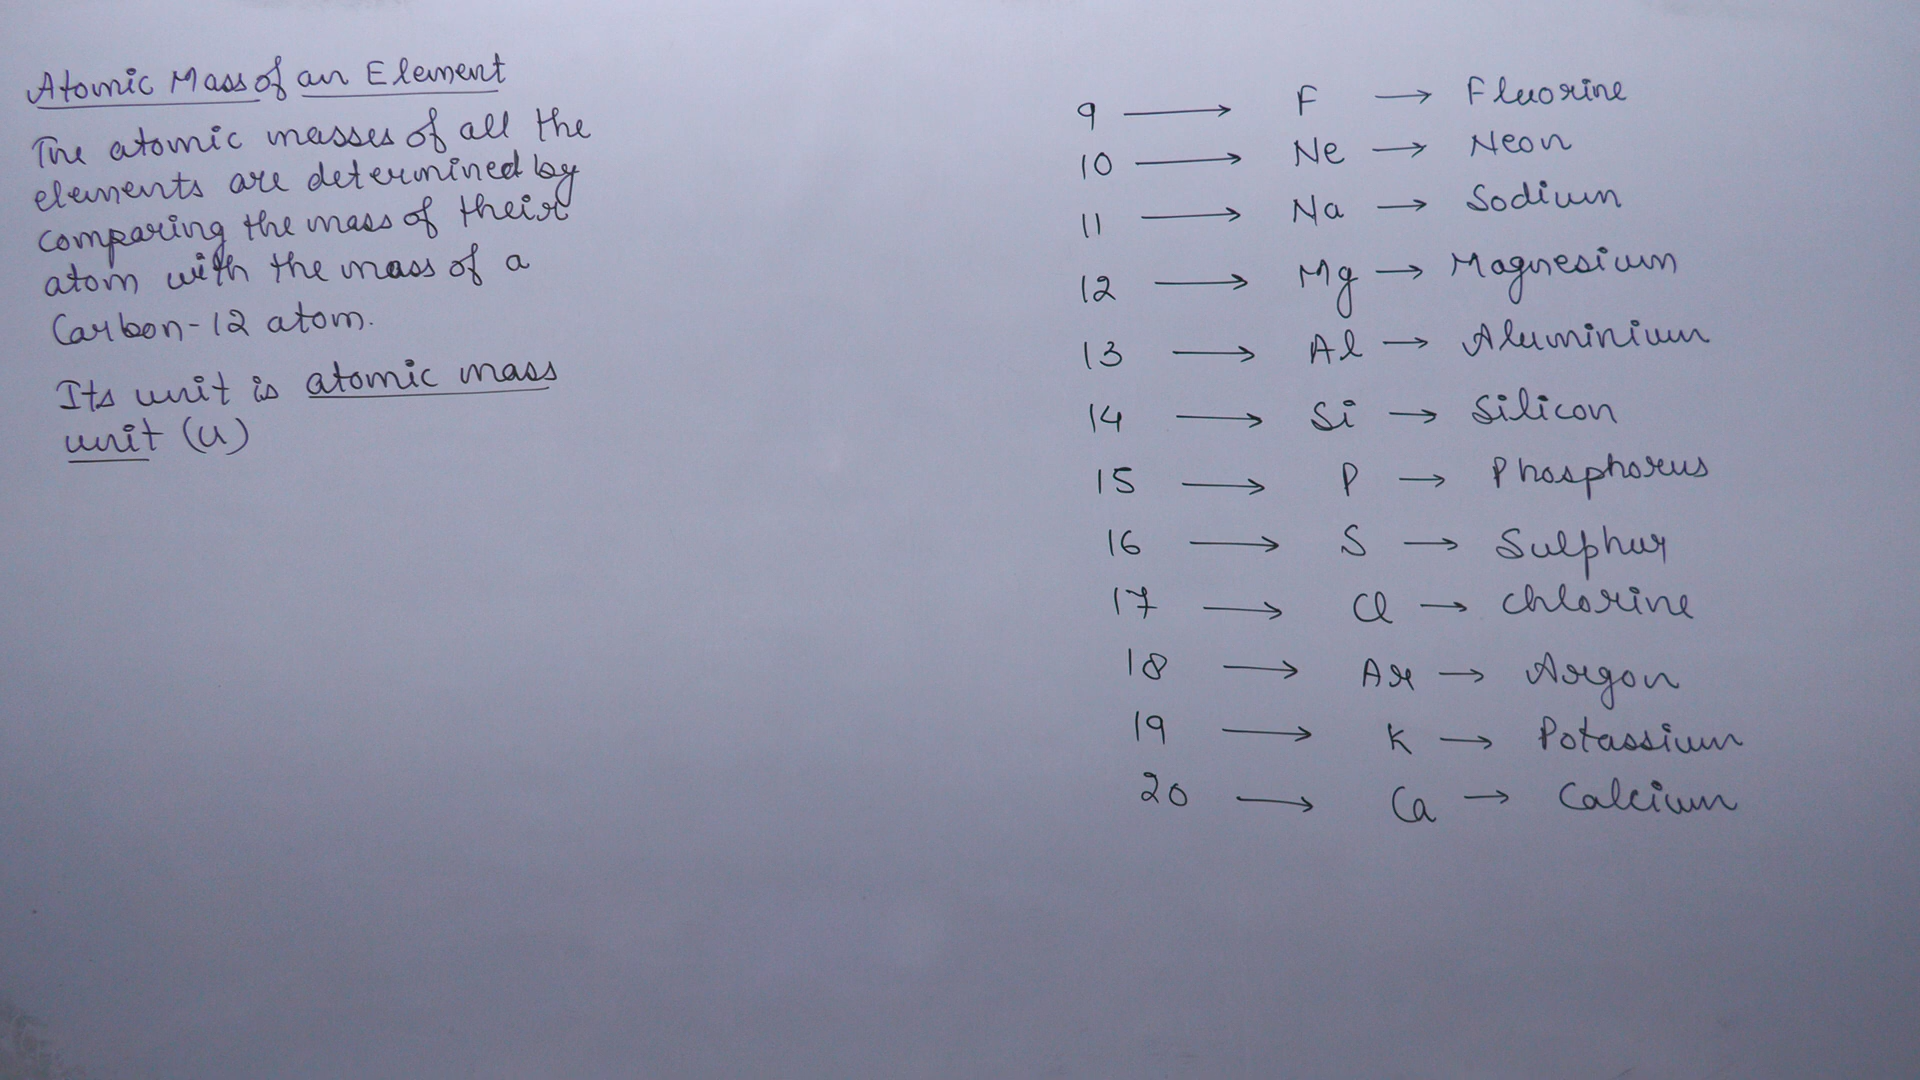 Atomic Mass of an Element
The atomic masses of all the
elements are determined by
comparing the mass of their
atom with the mass of a
Carbon-12 atom.
Its unit is atomic mass
unit (u)
9 → F → Fluorine
10 → Ne → Neon
11 → Na → Sodium
12 → Mg → Magnesium
13 → Al → Aluminium
14 → Si → Silicon
15 → P → Phosphorus
16 → S → Sulphur
17 → Cl → Chlorine
18 → Ar → Argon
19 → K → Potassium
20 → Ca → Calcium